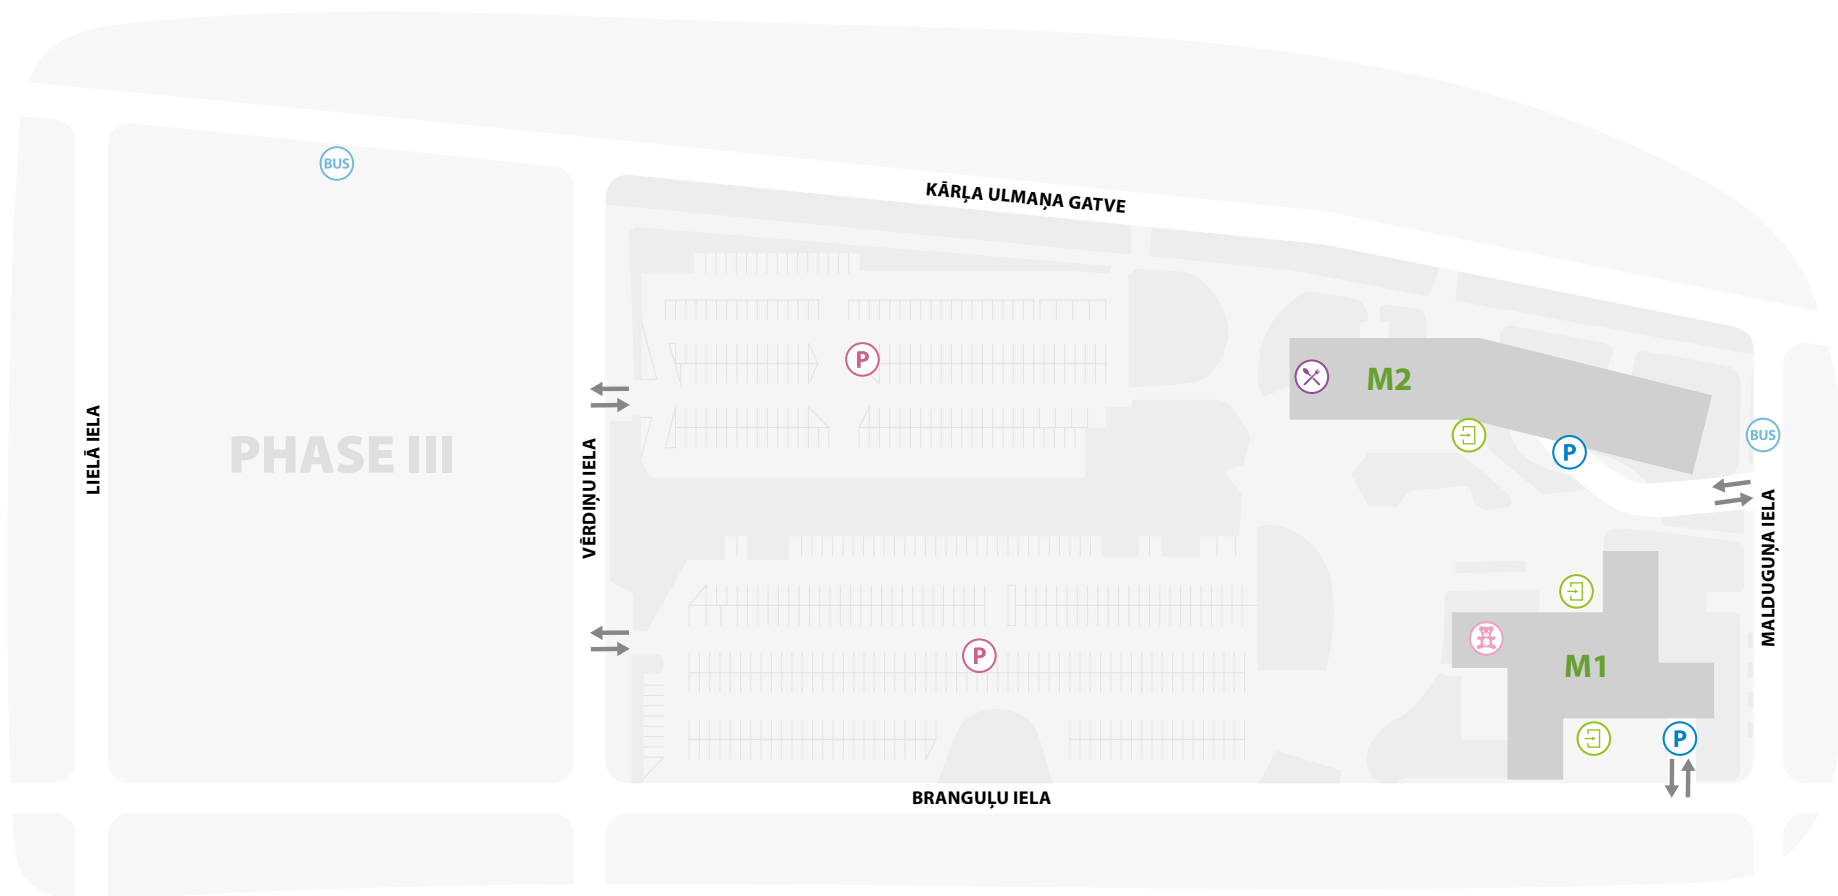 BUS
KĀRĻA ULMAŅA GATVE
P
M2
LIELĀ IELA
PHASE III
VĒRDIŅU IELA
P
BUS
MALDUGUŅA IELA
P
M1
P
BRANGUĻU IELA